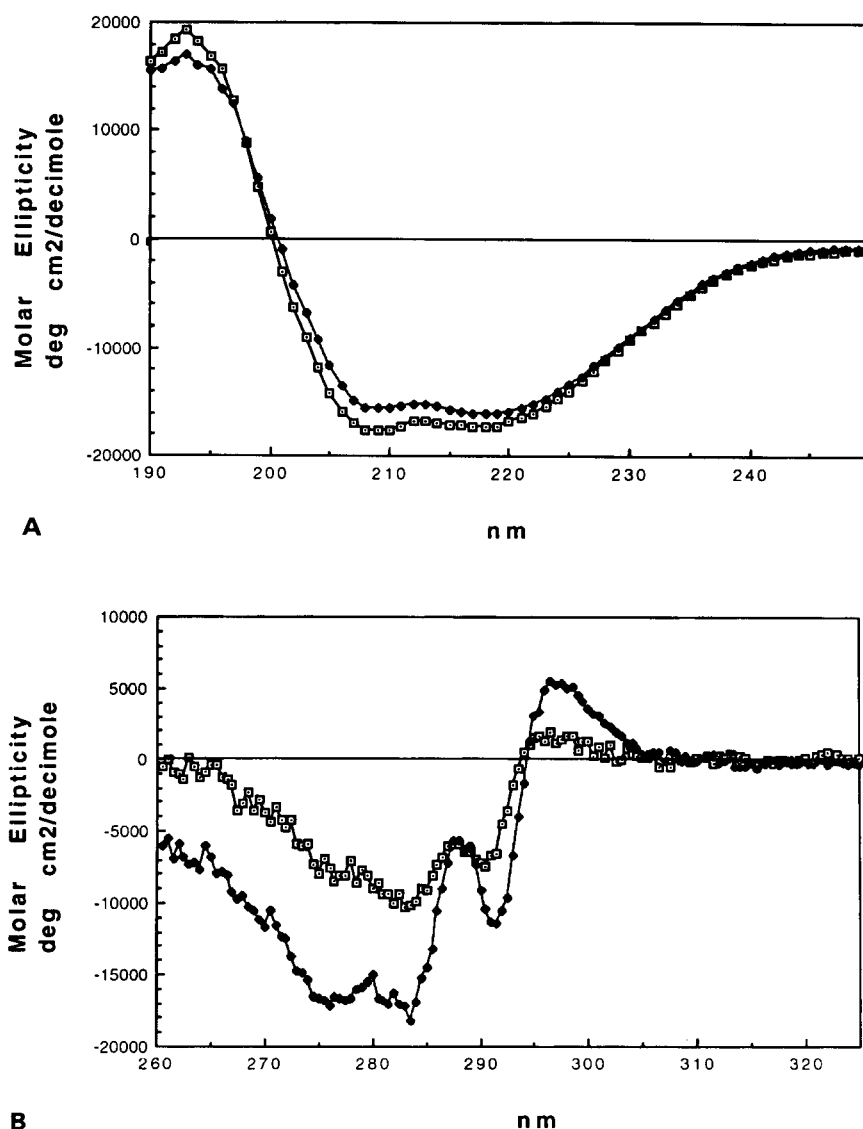 20000
10000
0
-10000
-20000
Molar Ellipticity
deg cm2/decimole
190 200 210 220 230 240
nm
A
10000
5000
0
-5000
-10000
-15000
-20000
Molar Ellipticity
deg cm2/decimole
260 270 280 290 300 310 320
nm
B